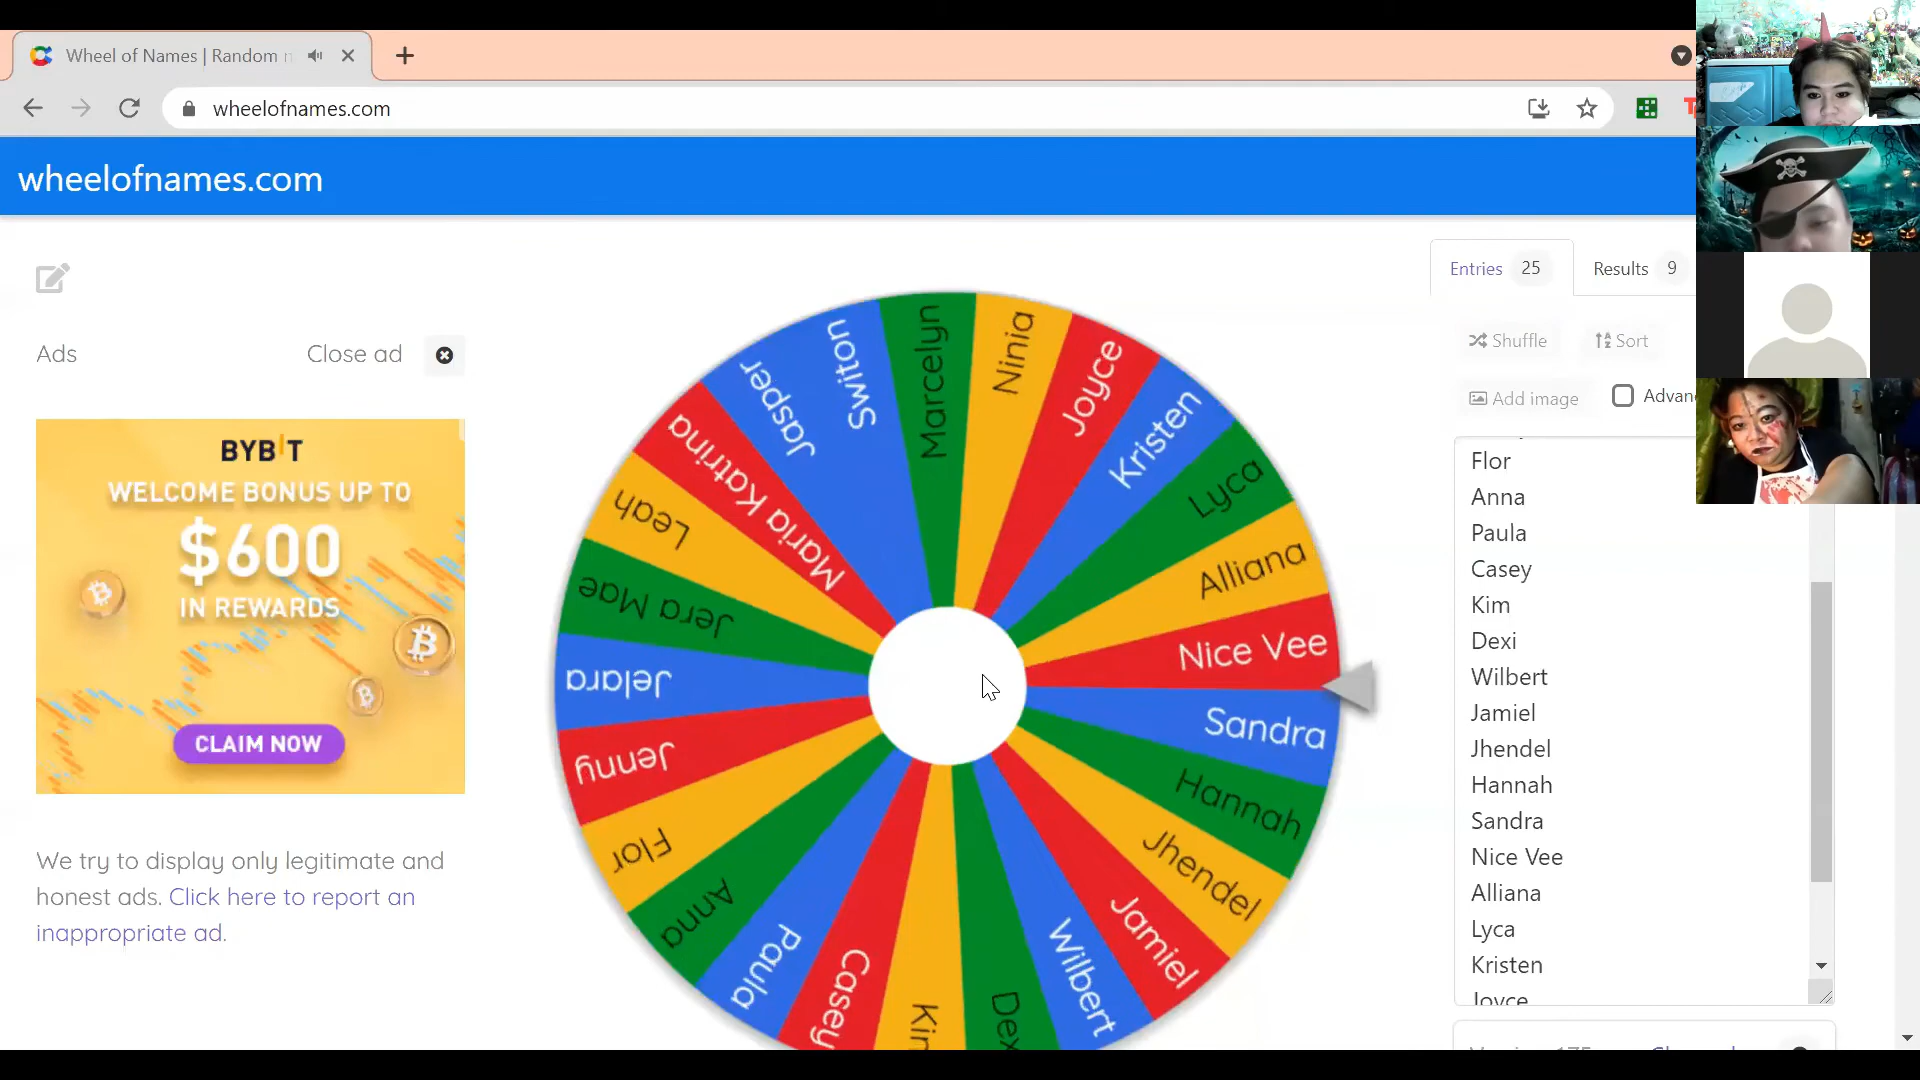 Wheel of Names | Random
wheelofnames.com
wheelofnames.com
Entries 25
Results 9
Ads
Close ad
Shuffle
Sort
Add image
BYBIT
WELCOME BONUS UP TO
$600
IN REWARDS
CLAIM NOW
We try to display only legitimate and
honest ads. Click here to report an
inappropriate ad.
Marcelyn
Ninia
Joyce
Kristen
Lyca
Alliana
Nice Vee
Sandra
Hannah
Jhendel
Jamiel
Wilbert
Casey
Paula
Anna
Flor
Jenny
Jelara
Jera Mae
Leah
Maria Katrina
Jasper
Switon
Flor
Anna
Paula
Casey
Kim
Dexi
Wilbert
Jamiel
Jhendel
Hannah
Sandra
Nice Vee
Alliana
Lyca
Kristen
Joyce